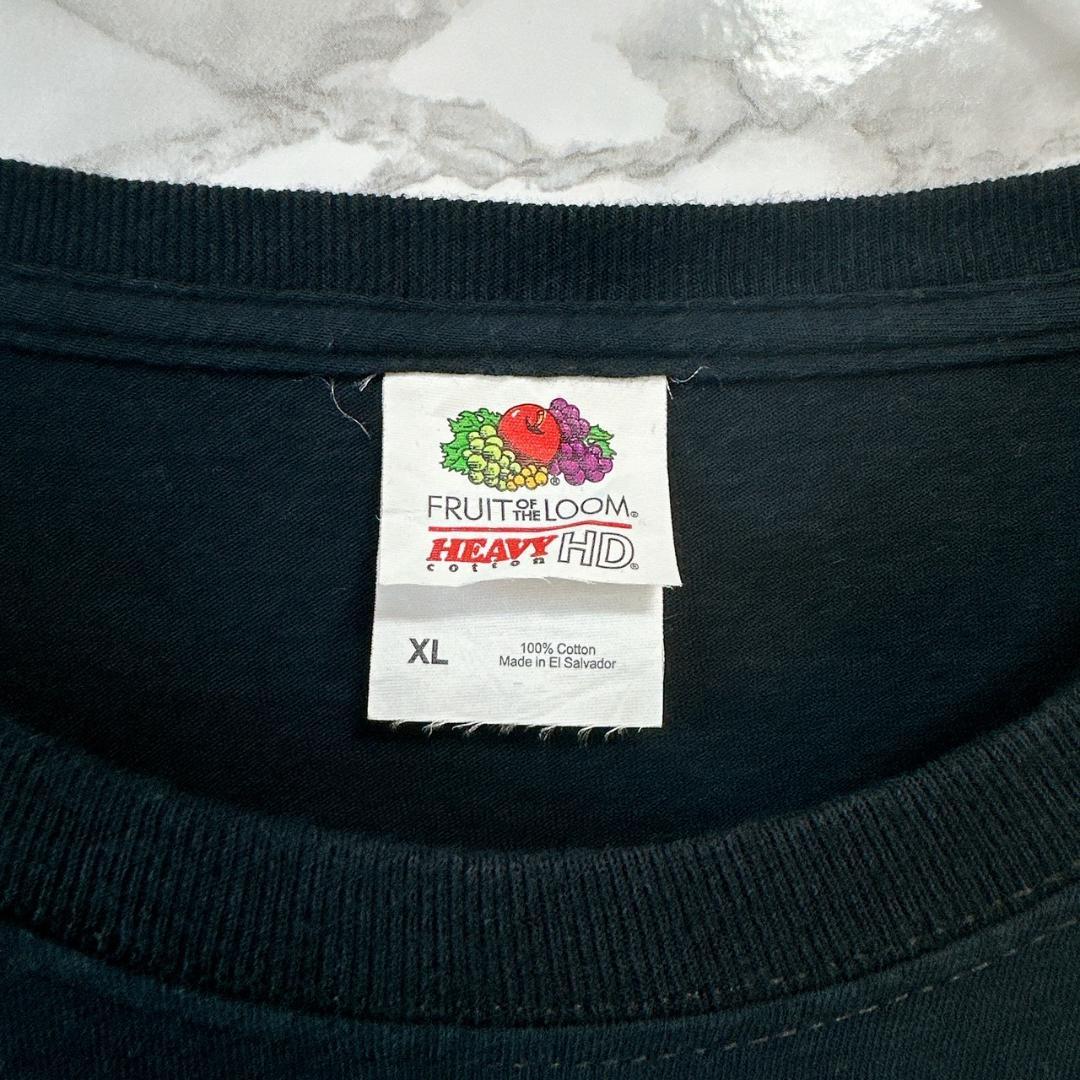 FRUIT OF THE LOOM®
HEAVY cotton HD®
XL
100% Cotton
Made in El Salvador